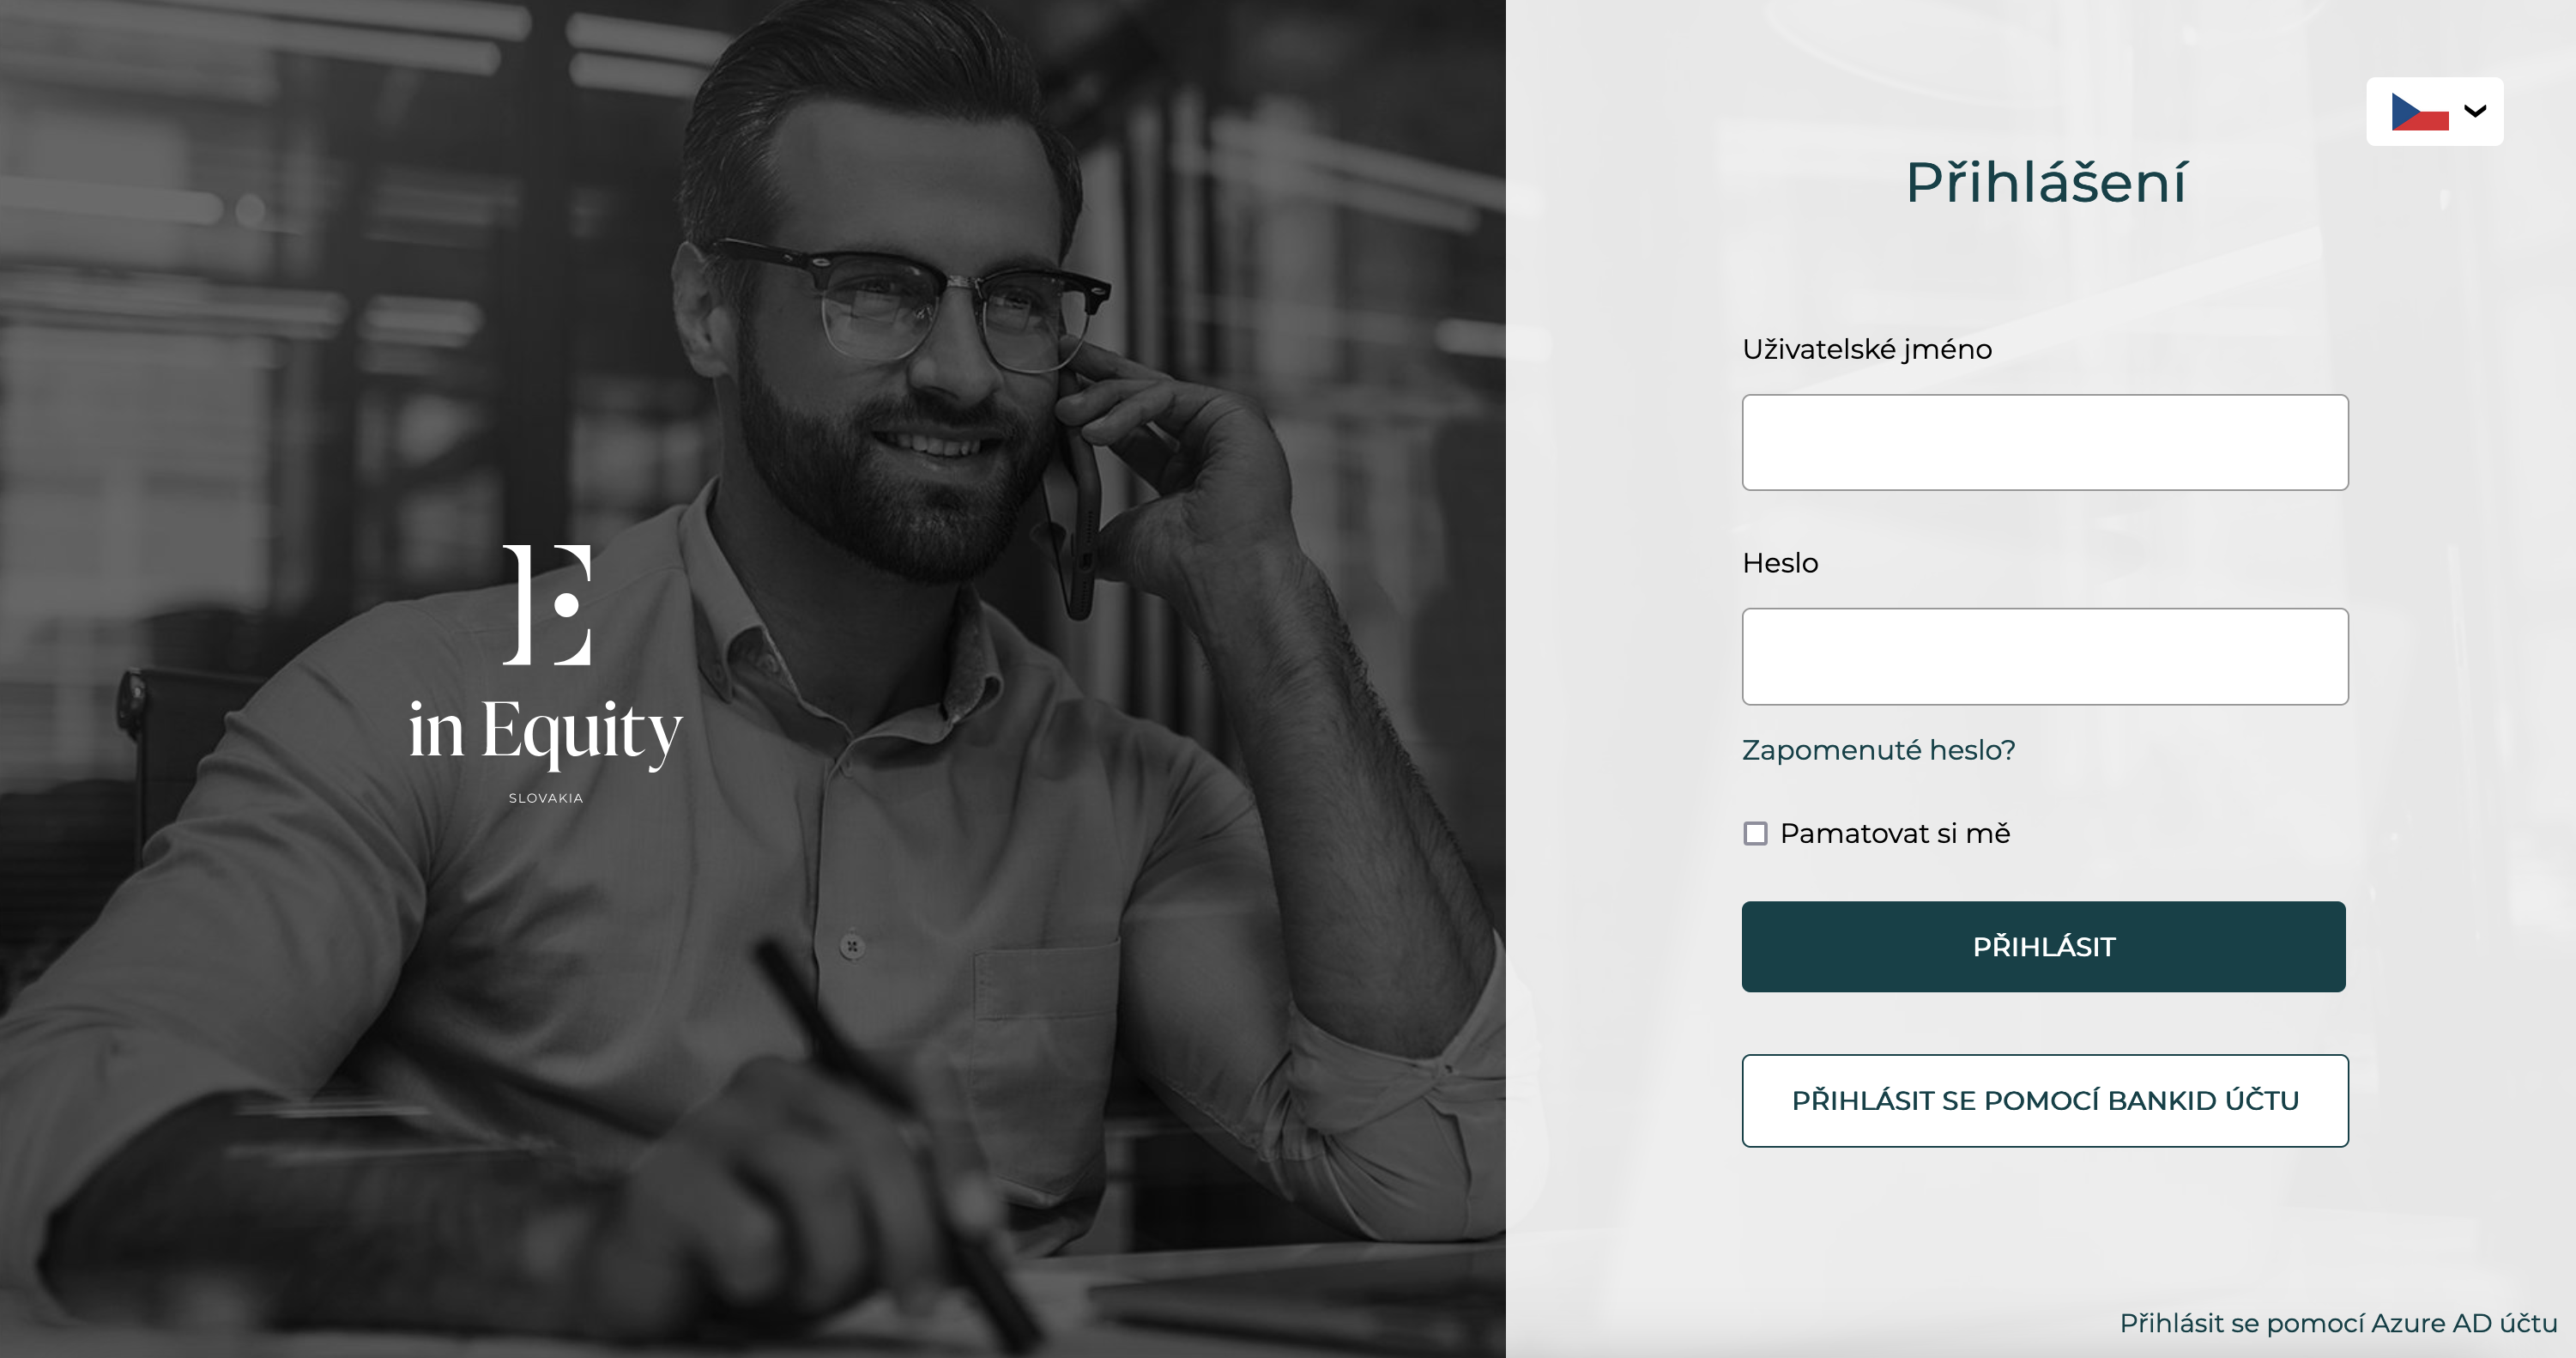 in Equity
SLOVAKIA
Přihlášení
Uživatelské jméno
Heslo
Zapomenuté heslo?
Pamatovat si mě
PŘIHLÁSIT
PŘIHLÁSIT SE POMOCÍ BANKID ÚČTU
Přihlásit se pomocí Azure AD účtu